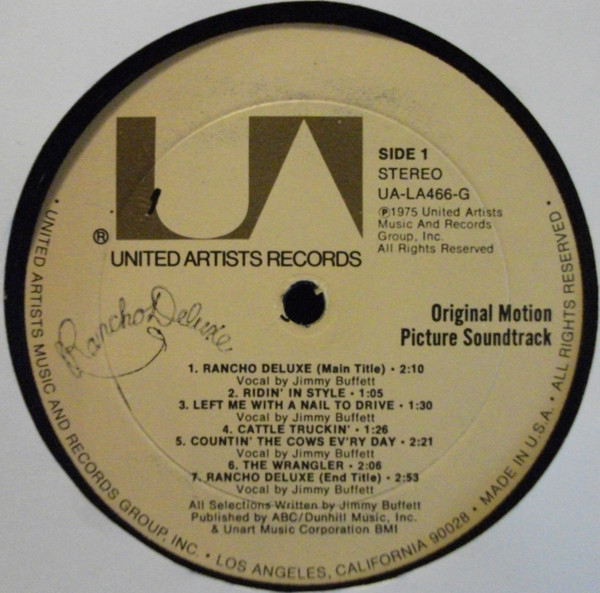 UA
®
UNITED ARTISTS RECORDS
SIDE 1
STEREO
UA-LA466-G
℗1975 United Artists
Music And Records
Group, Inc.
All Rights Reserved
Rancho Deluxe
Original Motion
Picture Soundtrack
1. RANCHO DELUXE (Main Title) • 2:10
Vocal by Jimmy Buffett
2. RIDIN' IN STYLE • 1:05
3. LEFT ME WITH A NAIL TO DRIVE • 1:30
Vocal by Jimmy Buffett
4. CATTLE TRUCKIN' • 1:26
5. COUNTIN' THE COWS EV'RY DAY • 2:21
Vocal by Jimmy Buffett
6. THE WRANGLER • 2:06
7. RANCHO DELUXE (End Title) • 2:53
Vocal by Jimmy Buffett
All Selections Written by Jimmy Buffett
Published by ABC/Dunhill Music, Inc.
& Unart Music Corporation BMI
• UNITED ARTISTS MUSIC AND RECORDS GROUP, INC. • LOS ANGELES, CALIFORNIA 90028 • MADE IN U.S.A. • ALL RIGHTS RESERVED •